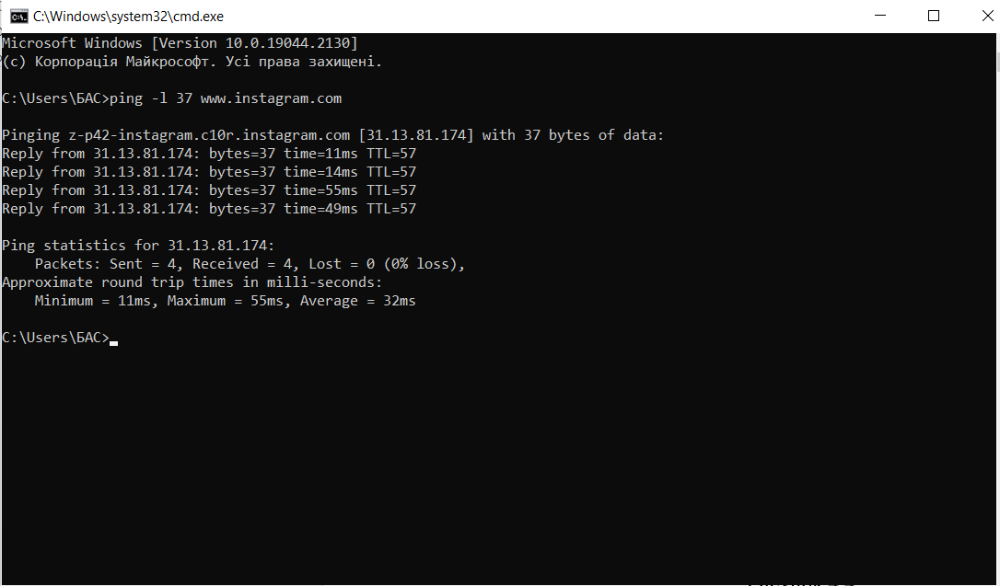 C:\Windows\system32\cmd.exe
Microsoft Windows [Version 10.0.19044.2130]
(c) Корпорація Майкрософт. Усі права захищені.
C:\Users\БАС>ping -l 37 www.instagram.com
Pinging z-p42-instagram.c10r.instagram.com [31.13.81.174] with 37 bytes of data:
Reply from 31.13.81.174: bytes=37 time=11ms TTL=57
Reply from 31.13.81.174: bytes=37 time=14ms TTL=57
Reply from 31.13.81.174: bytes=37 time=55ms TTL=57
Reply from 31.13.81.174: bytes=37 time=49ms TTL=57
Ping statistics for 31.13.81.174:
    Packets: Sent = 4, Received = 4, Lost = 0 (0% loss),
Approximate round trip times in milli-seconds:
    Minimum = 11ms, Maximum = 55ms, Average = 32ms
C:\Users\БАС>